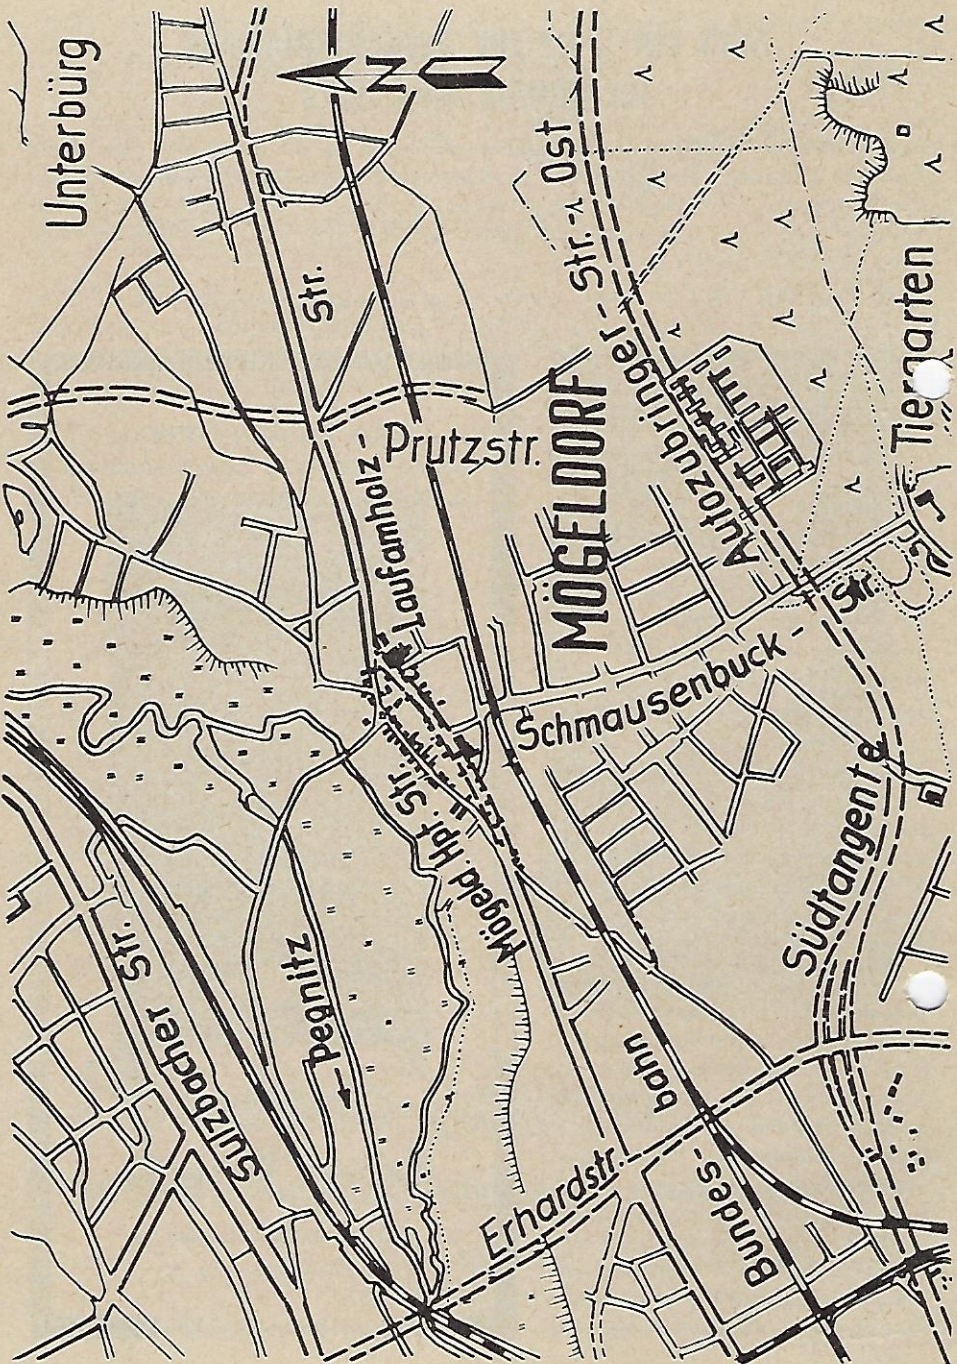 Unterbürg
N
Str.
Laufamholz-
Prutzstr.
MÖGELDORF
Autozubringer-Str.-Ost
Tiergarten
Schmausenbuck-
Str.
Mögeld. Hpt. Str.
Südtangente
Sulzbacher Str.
← Pegnitz
Erhardstr.
Bundes-
bahn